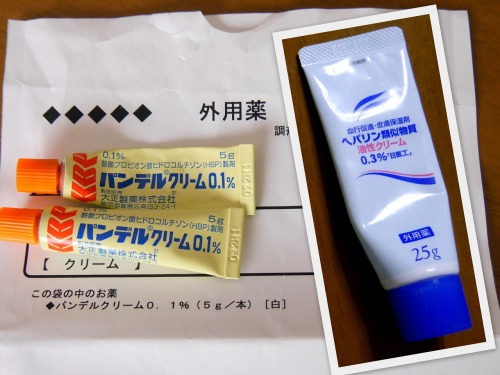 ◆◆◆◆◆ 外用薬
0.1% 5g
酪酸プロピオン酸ヒドロコルチゾン(HBP)製剤
パンデルクリーム0.1%
大正製薬株式会社
5g
酪酸プロピオン酸ヒドロコルチゾン(HBP)製剤
パンデル®クリーム0.1%
大正製薬株式会社
【 クリーム 】
この袋の中のお薬
◆パンデルクリーム0.1%(5g/本)[白]
血行促進・皮膚保湿剤
ヘパリン類似物質
油性クリーム
0.3%「日医工」
外用薬
25g